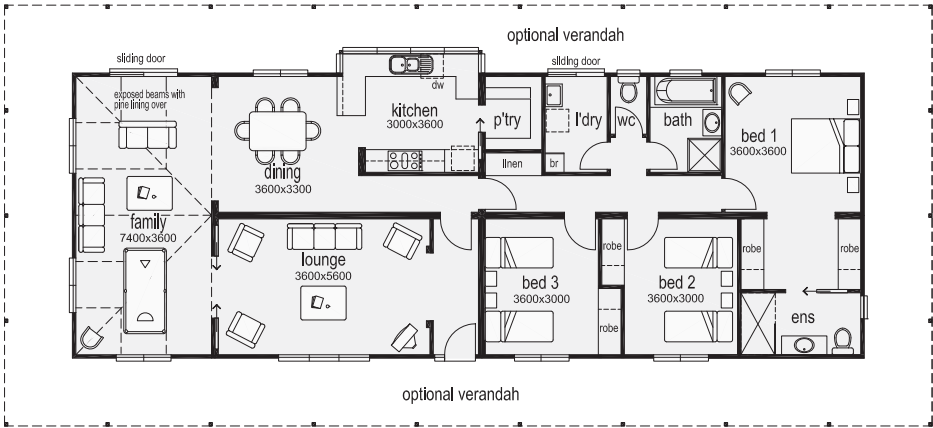 optional verandah
sliding door
sliding door
dw
exposed beams with
pine lining over
kitchen
3000x3600
p'try
l'dry
wc
bath
bed 1
3600x3600
linen
br
dining
3600x3300
family
7400x3600
lounge
3600x5600
robe
robe
robe
bed 3
3600x3000
bed 2
3600x3000
robe
ens
optional verandah